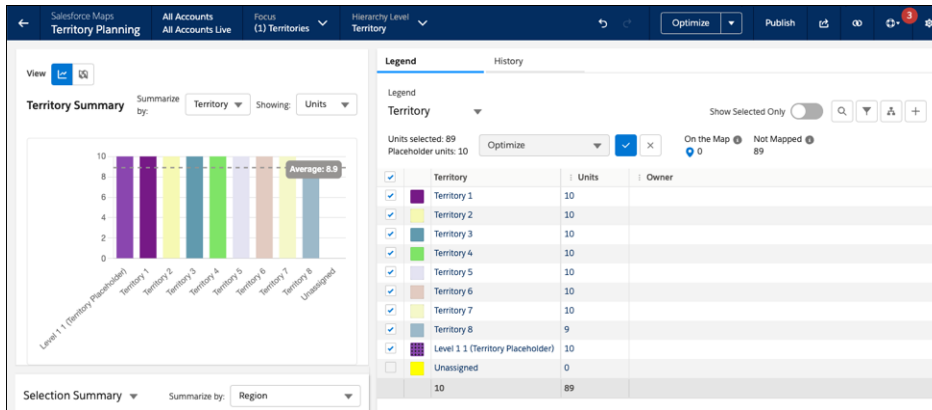 Salesforce Maps
Territory Planning
All Accounts
All Accounts Live
Focus
(1) Territories
Hierarchy Level
Territory
Optimize
Publish
3
View
Territory Summary
Summarize by:
Territory
Showing:
Units
10
8
6
4
2
0
Average: 8.9
Level 1 1 (Territory Placeholder)
Territory 1
Territory 2
Territory 3
Territory 4
Territory 5
Territory 6
Territory 7
Territory 8
Unassigned
Selection Summary
Summarize by:
Region
Legend
History
Legend
Territory
Show Selected Only
Units selected: 89
Placeholder units: 10
Optimize
On the Map
0
Not Mapped
89
Territory Units Owner
Territory 1 10
Territory 2 10
Territory 3 10
Territory 4 10
Territory 5 10
Territory 6 10
Territory 7 10
Territory 8 9
Level 1 1 (Territory Placeholder) 10
Unassigned 0
10 89